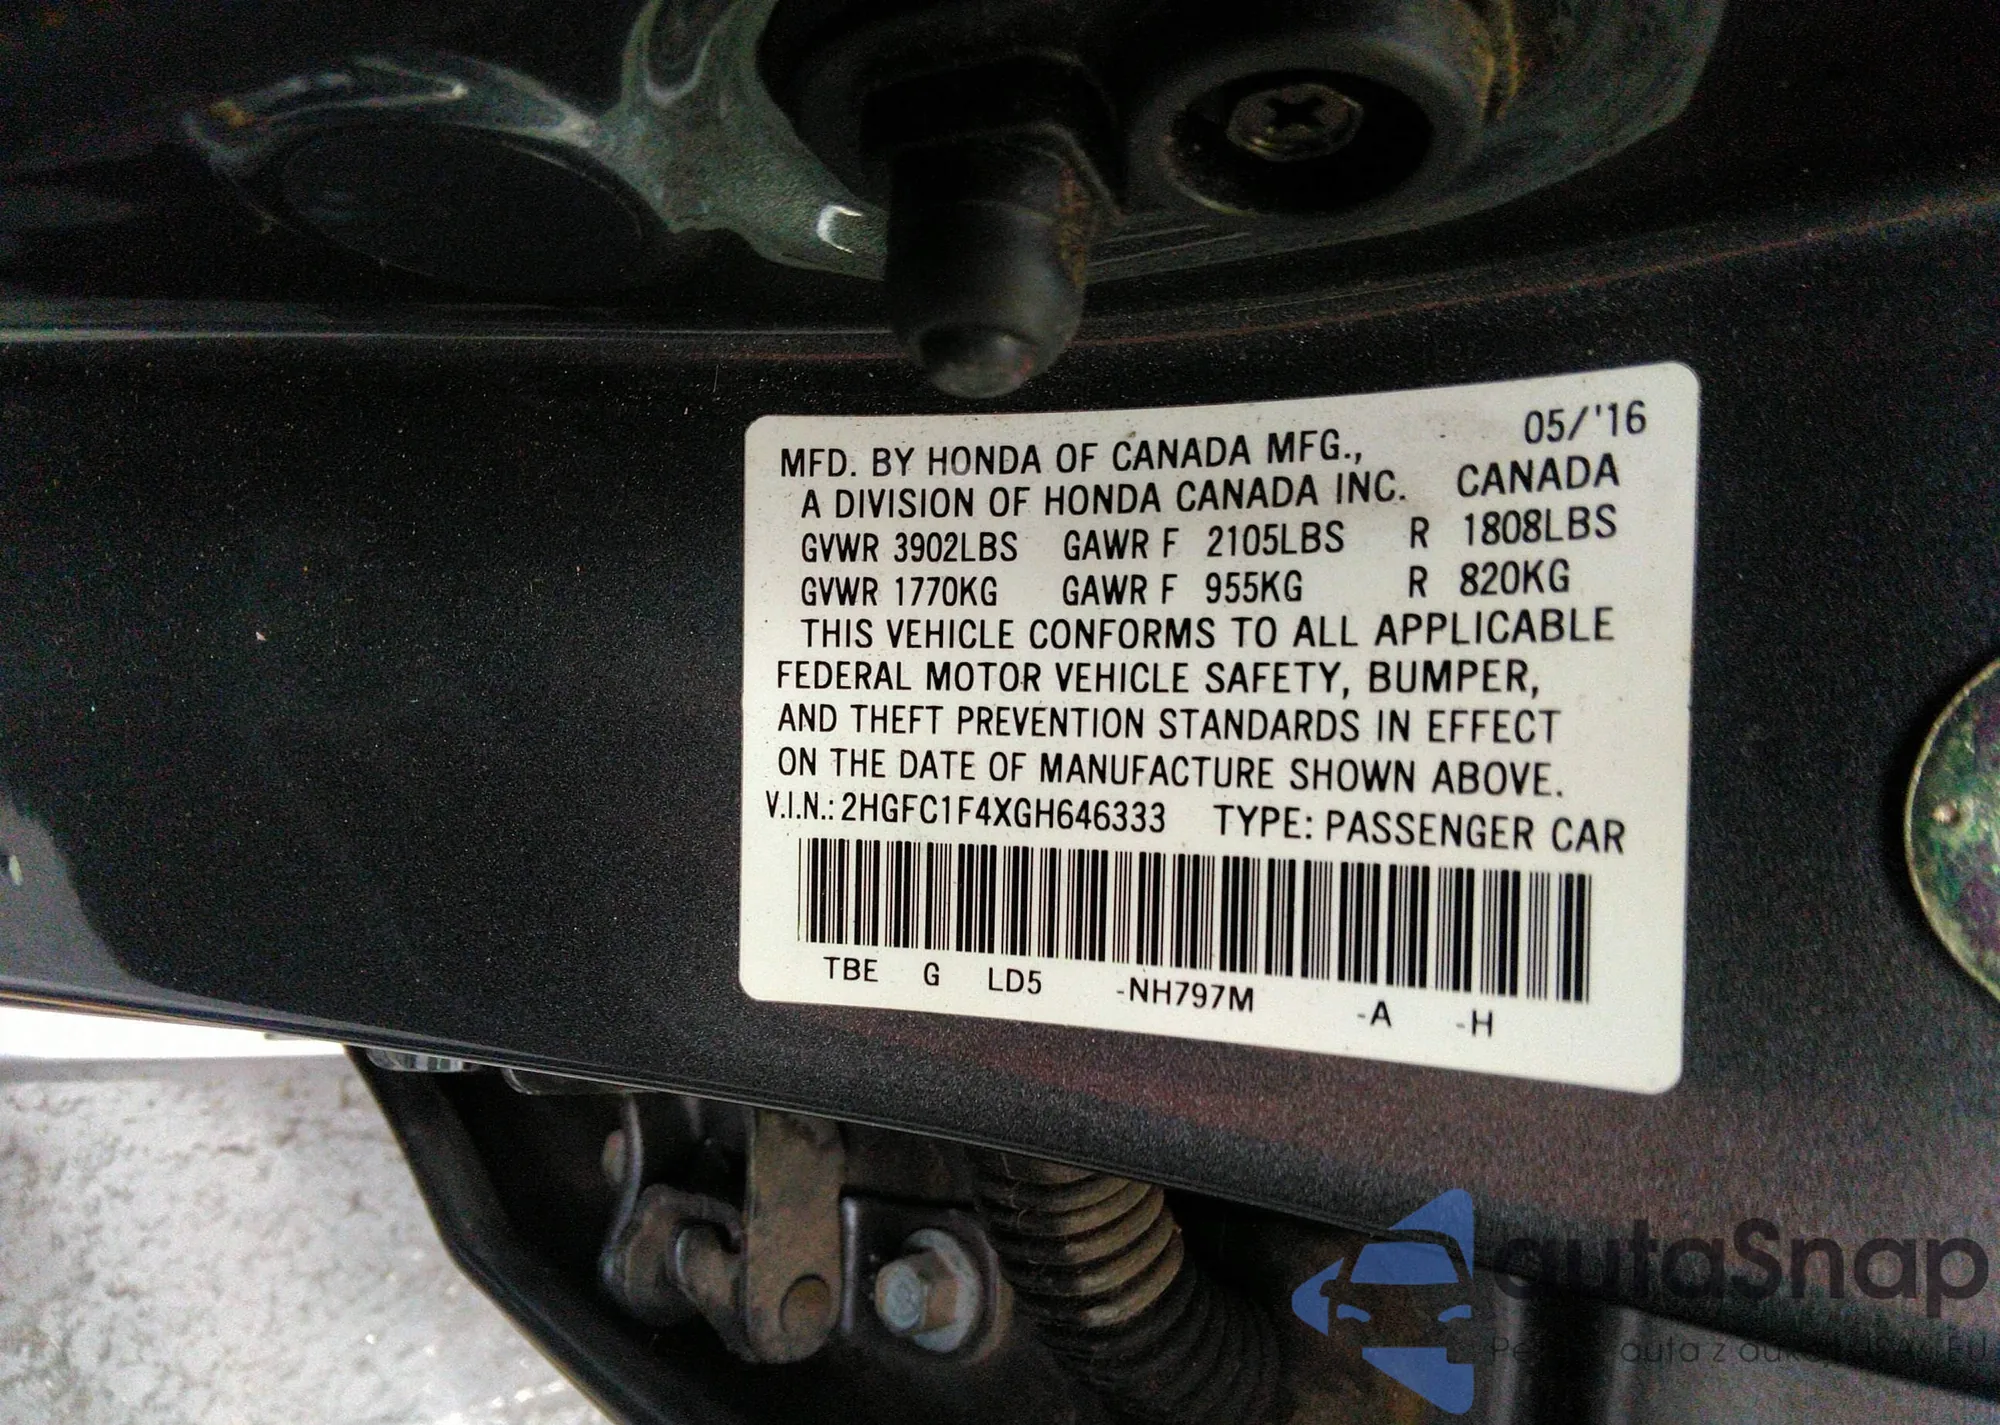 05/'16
MFD. BY HONDA OF CANADA MFG.,
A DIVISION OF HONDA CANADA INC. CANADA
GVWR 3902LBS GAWR F 2105LBS R 1808LBS
GVWR 1770KG GAWR F 955KG R 820KG
THIS VEHICLE CONFORMS TO ALL APPLICABLE
FEDERAL MOTOR VEHICLE SAFETY, BUMPER,
AND THEFT PREVENTION STANDARDS IN EFFECT
ON THE DATE OF MANUFACTURE SHOWN ABOVE.
V.I.N.: 2HGFC1F4XGH646333 TYPE: PASSENGER CAR
TBE G LD5 -NH797M -A -H
autaSnap
auta z